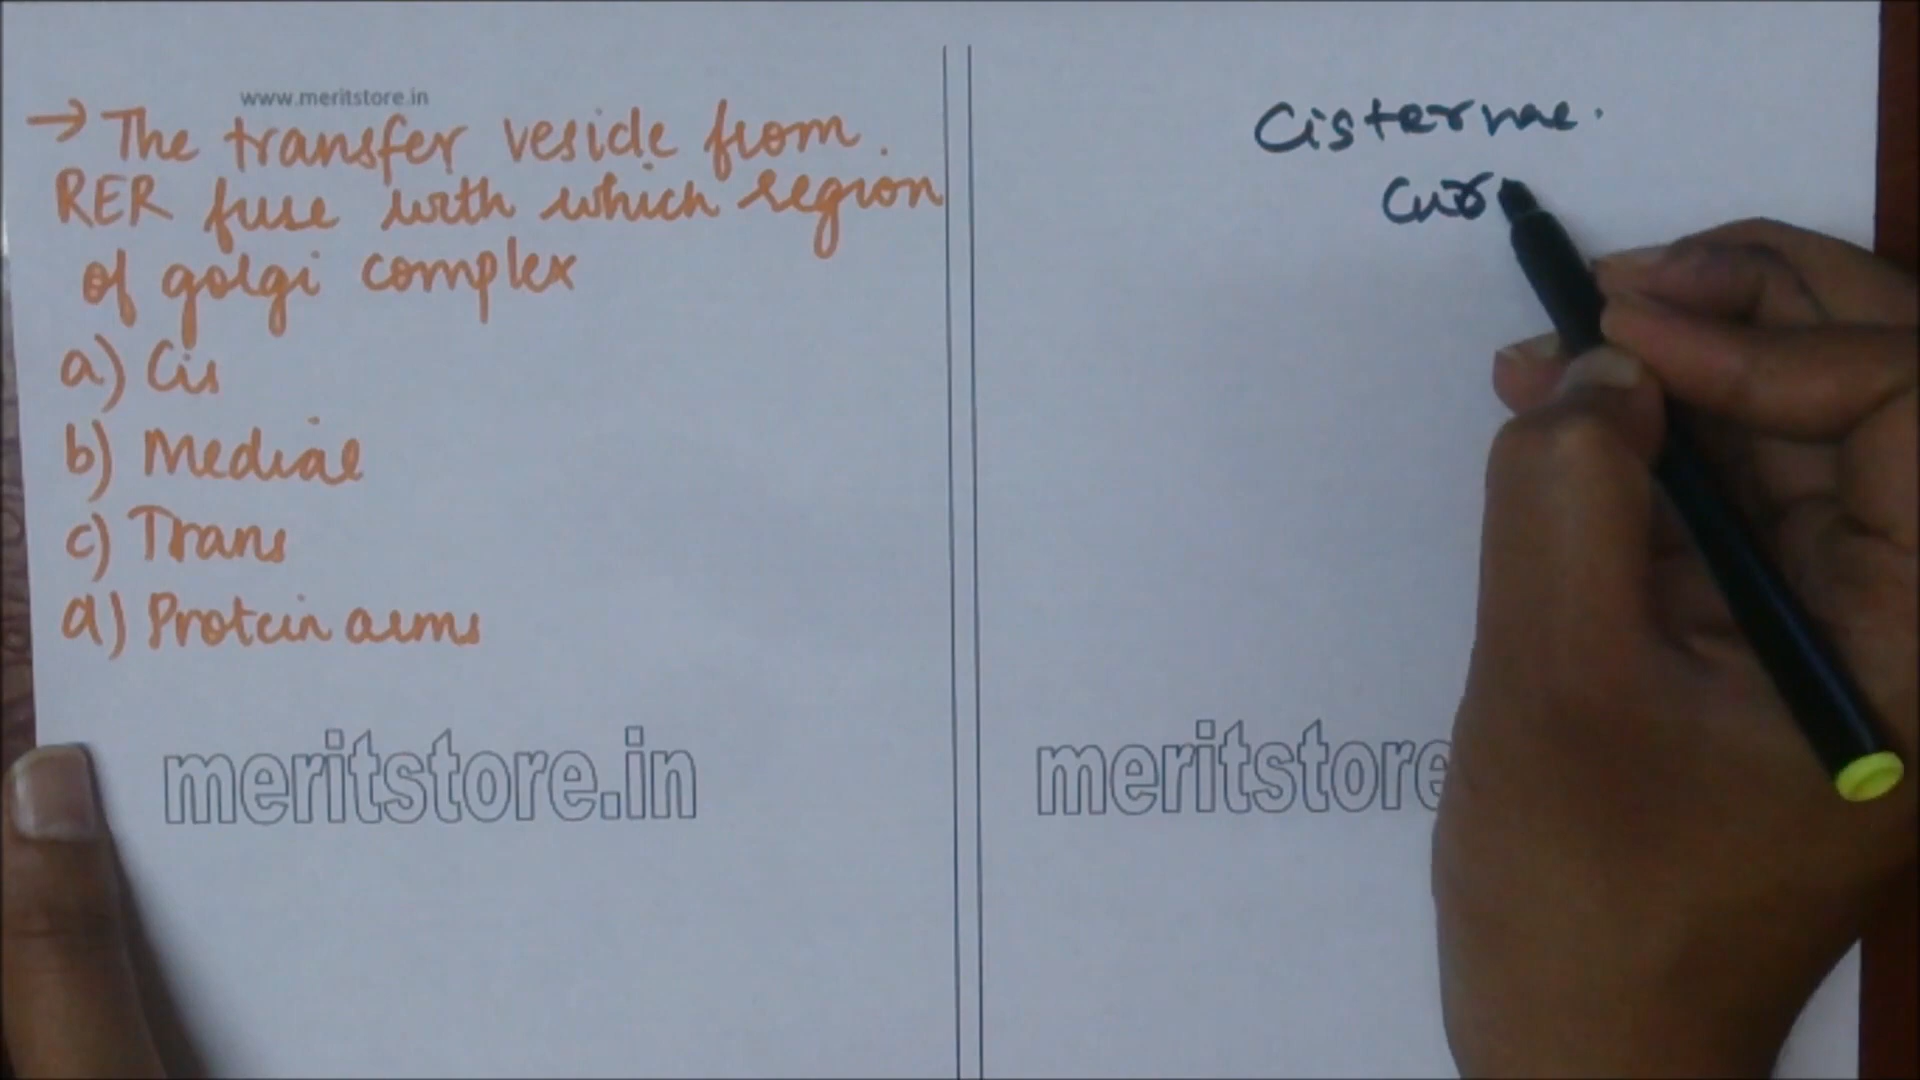 www.meritstore.in
→ The transfer vesicle from
RER fuse with which region
of golgi complex
a) Cis
b) Medial
c) Trans
d) Protein arms
meritstore.in
Cisternae.
Cur
meritstore